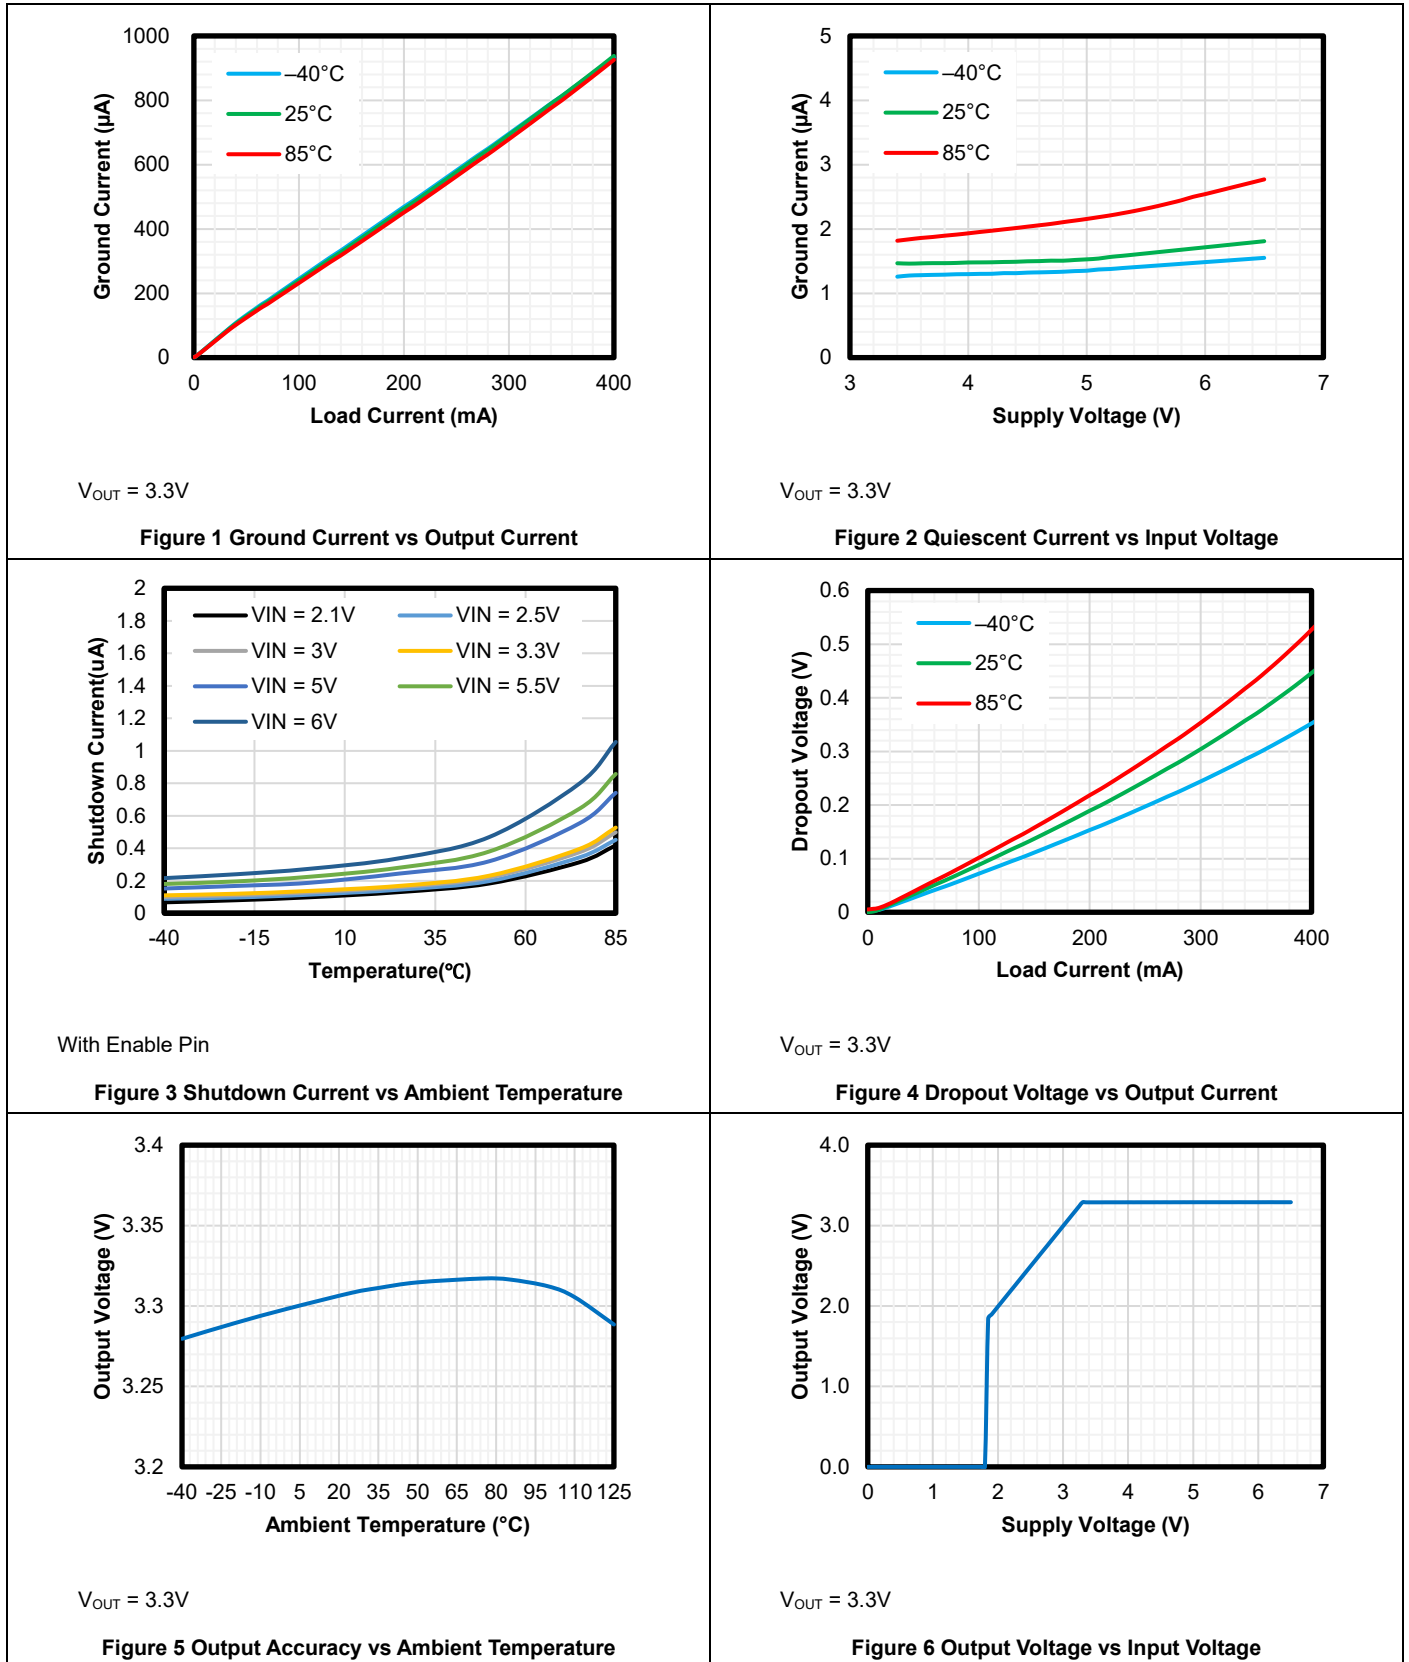 1000
800
600
400
200
0
0 100 200 300 400
Ground Current (µA)
Load Current (mA)
–40°C
25°C
85°C
V_OUT = 3.3V
Figure 1 Ground Current vs Output Current
5
4
3
2
1
0
3 4 5 6 7
Ground Current (µA)
Supply Voltage (V)
–40°C
25°C
85°C
V_OUT = 3.3V
Figure 2 Quiescent Current vs Input Voltage
2
1.8
1.6
1.4
1.2
1
0.8
0.6
0.4
0.2
0
-40 -15 10 35 60 85
Shutdown Current(uA)
Temperature(℃)
VIN = 2.1V VIN = 2.5V
VIN = 3V VIN = 3.3V
VIN = 5V VIN = 5.5V
VIN = 6V
With Enable Pin
Figure 3 Shutdown Current vs Ambient Temperature
0.6
0.5
0.4
0.3
0.2
0.1
0
0 100 200 300 400
Dropout Voltage (V)
Load Current (mA)
–40°C
25°C
85°C
V_OUT = 3.3V
Figure 4 Dropout Voltage vs Output Current
3.4
3.35
3.3
3.25
3.2
-40 -25 -10 5 20 35 50 65 80 95 110 125
Output Voltage (V)
Ambient Temperature (°C)
V_OUT = 3.3V
Figure 5 Output Accuracy vs Ambient Temperature
4.0
3.0
2.0
1.0
0.0
0 1 2 3 4 5 6 7
Output Voltage (V)
Supply Voltage (V)
V_OUT = 3.3V
Figure 6 Output Voltage vs Input Voltage